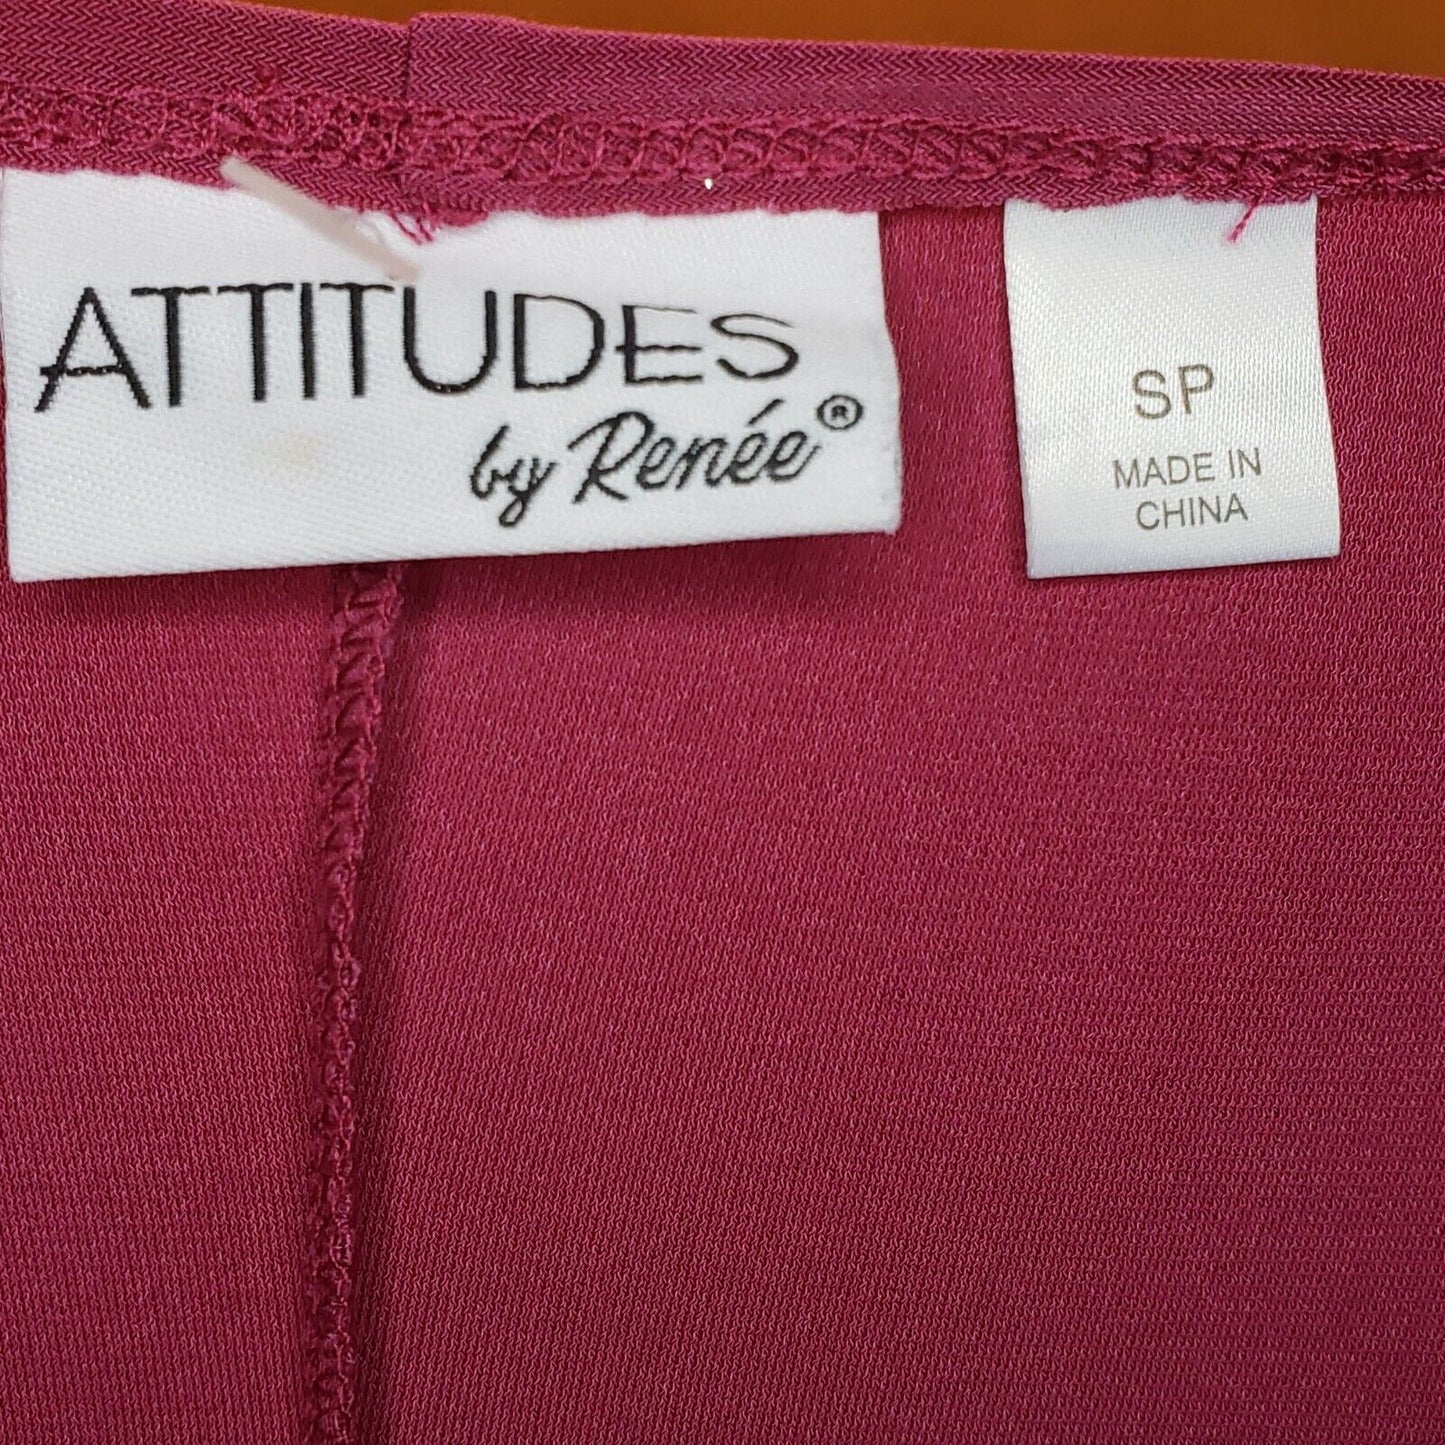 ATTITUDES
by Renée®
SP
MADE IN
CHINA